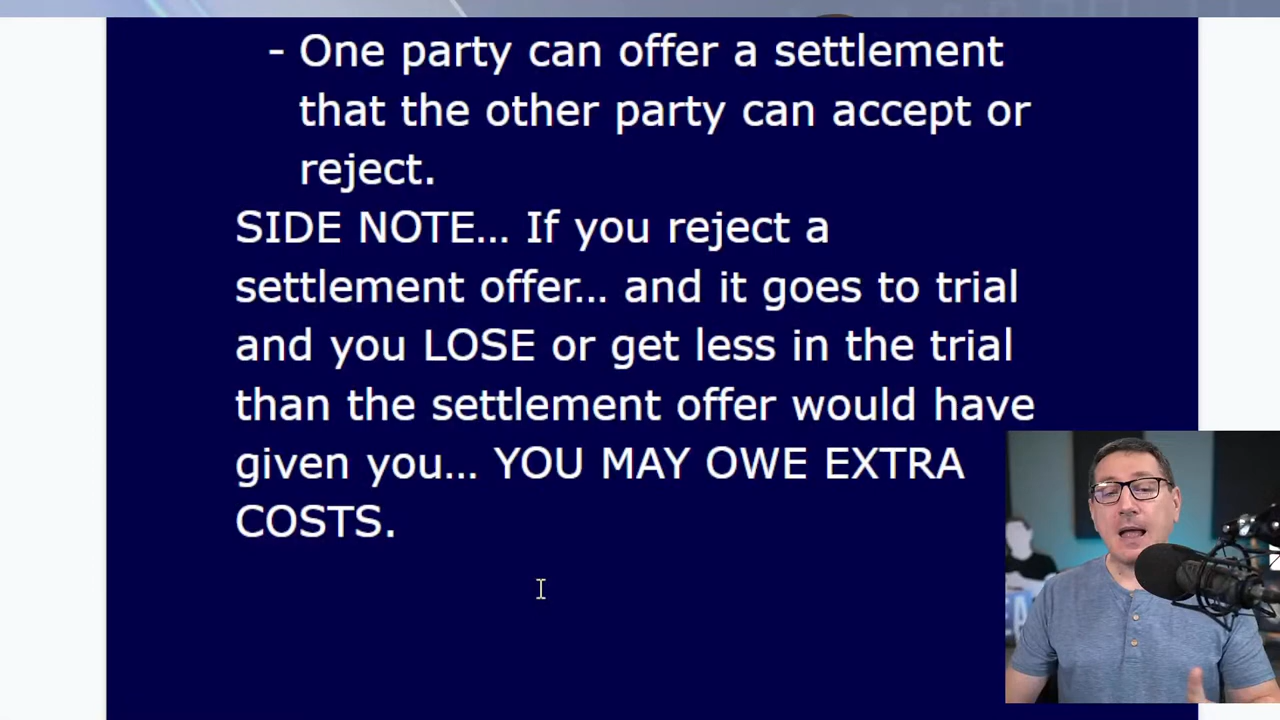 - One party can offer a settlement
that the other party can accept or
reject.
SIDE NOTE... If you reject a
settlement offer... and it goes to trial
and you LOSE or get less in the trial
than the settlement offer would have
given you... YOU MAY OWE EXTRA
COSTS.